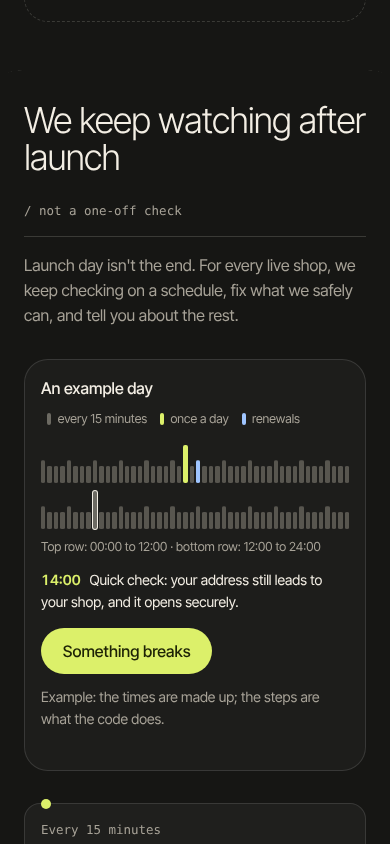 We keep watching after
launch
/ not a one-off check
Launch day isn't the end. For every live shop, we
keep checking on a schedule, fix what we safely
can, and tell you about the rest.
An example day
every 15 minutes once a day renewals
Top row: 00:00 to 12:00 · bottom row: 12:00 to 24:00
14:00 Quick check: your address still leads to
your shop, and it opens securely.
Something breaks
Example: the times are made up; the steps are
what the code does.
Every 15 minutes